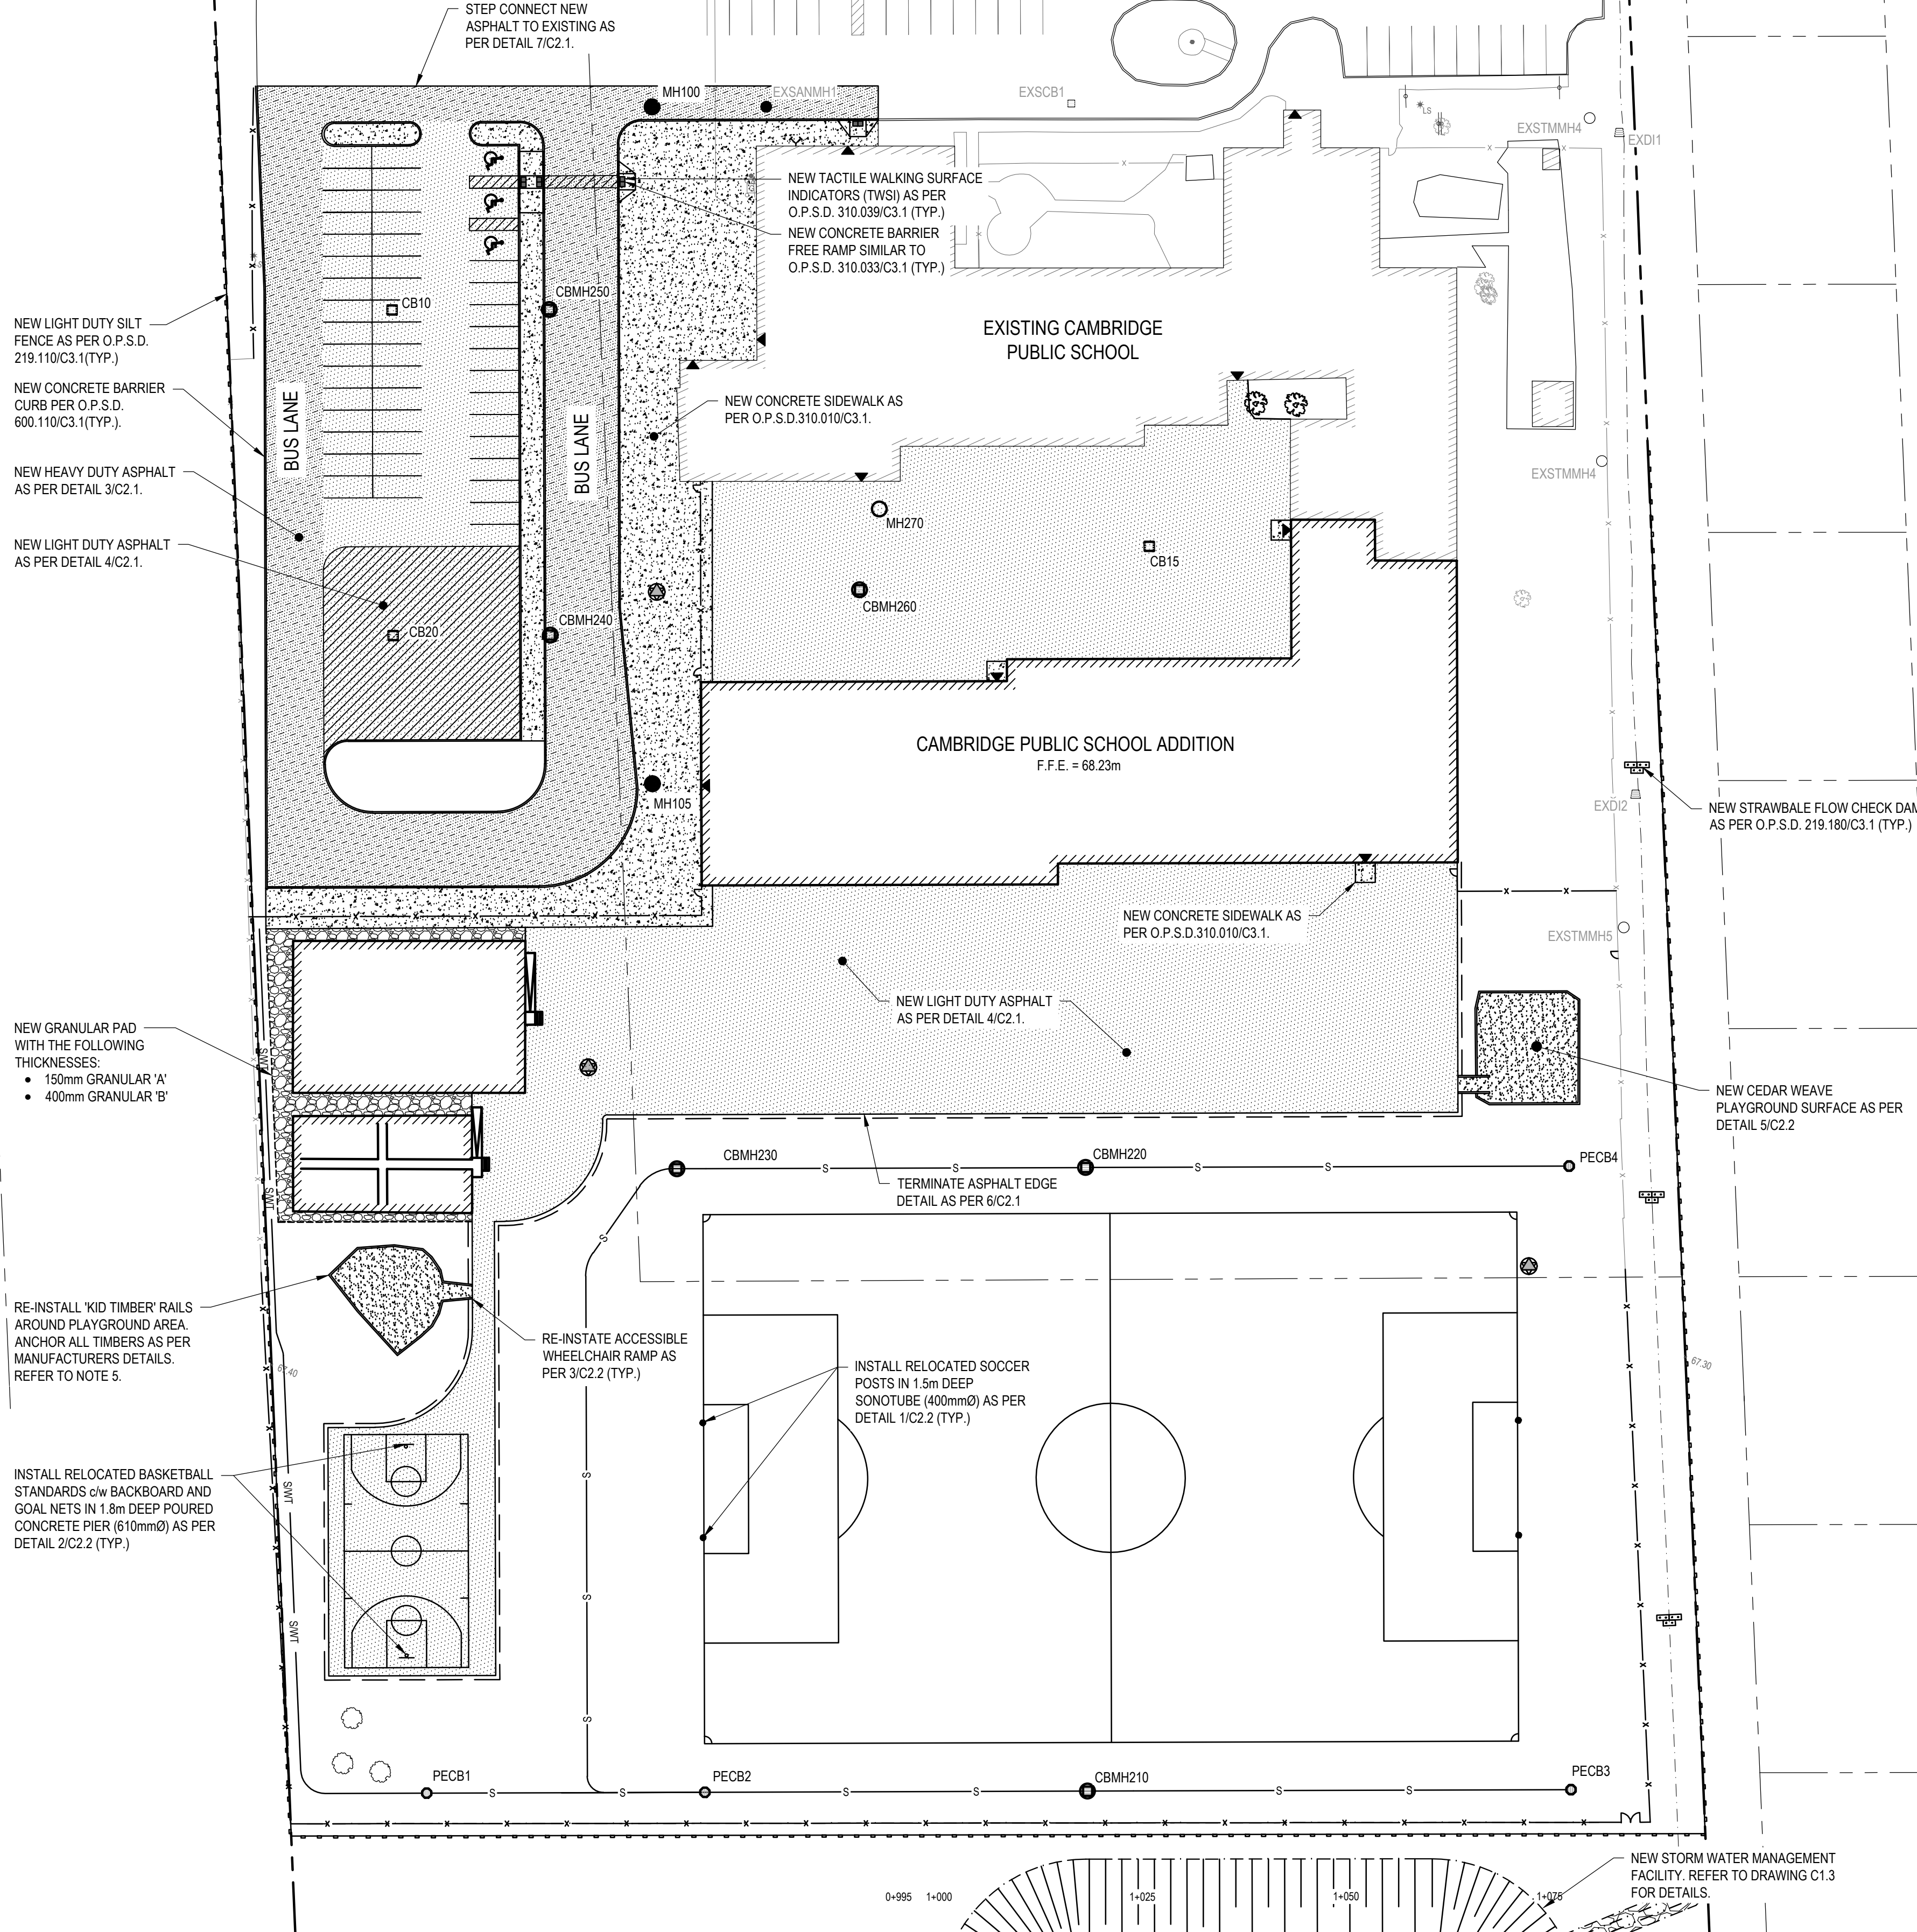 STEP CONNECT NEW
ASPHALT TO EXISTING AS
PER DETAIL 7/C2.1.
MH100
EXSANMH1
EXSCB1
LS
EXSTMMH4
EXDI1
NEW TACTILE WALKING SURFACE
INDICATORS (TWSI) AS PER
O.P.S.D. 310.039/C3.1 (TYP.)
NEW CONCRETE BARRIER
FREE RAMP SIMILAR TO
O.P.S.D. 310.033/C3.1 (TYP.)
CB10
CBMH250
NEW LIGHT DUTY SILT
FENCE AS PER O.P.S.D.
219.110/C3.1(TYP.)
EXISTING CAMBRIDGE
PUBLIC SCHOOL
NEW CONCRETE BARRIER
CURB PER O.P.S.D.
600.110/C3.1(TYP.).
BUS LANE
BUS LANE
NEW CONCRETE SIDEWALK AS
PER O.P.S.D.310.010/C3.1.
NEW HEAVY DUTY ASPHALT
AS PER DETAIL 3/C2.1.
EXSTMMH4
MH270
NEW LIGHT DUTY ASPHALT
AS PER DETAIL 4/C2.1.
CB15
CBMH260
CB20
CBMH240
CAMBRIDGE PUBLIC SCHOOL ADDITION
F.F.E. = 68.23m
MH105
EXDI2
NEW STRAWBALE FLOW CHECK DAM
AS PER O.P.S.D. 219.180/C3.1 (TYP.)
NEW CONCRETE SIDEWALK AS
PER O.P.S.D.310.010/C3.1.
EXSTMMH5
NEW LIGHT DUTY ASPHALT
AS PER DETAIL 4/C2.1.
NEW GRANULAR PAD
WITH THE FOLLOWING
THICKNESSES:
• 150mm GRANULAR 'A'
• 400mm GRANULAR 'B'
S/WT
NEW CEDAR WEAVE
PLAYGROUND SURFACE AS PER
DETAIL 5/C2.2
CBMH230
S
S
CBMH220
S
S
PECB4
TERMINATE ASPHALT EDGE
DETAIL AS PER 6/C2.1
S/WT
S
RE-INSTALL 'KID TIMBER' RAILS
AROUND PLAYGROUND AREA.
ANCHOR ALL TIMBERS AS PER
MANUFACTURERS DETAILS.
REFER TO NOTE 5.
67.40
RE-INSTATE ACCESSIBLE
WHEELCHAIR RAMP AS
PER 3/C2.2 (TYP.)
INSTALL RELOCATED SOCCER
POSTS IN 1.5m DEEP
SONOTUBE (400mmØ) AS PER
DETAIL 1/C2.2 (TYP.)
67.30
INSTALL RELOCATED BASKETBALL
STANDARDS c/w BACKBOARD AND
GOAL NETS IN 1.8m DEEP POURED
CONCRETE PIER (610mmØ) AS PER
DETAIL 2/C2.2 (TYP.)
S/WT
S
S
S/WT
S
PECB1
S
S
PECB2
S
S
CBMH210
S
S
PECB3
NEW STORM WATER MANAGEMENT
FACILITY. REFER TO DRAWING C1.3
FOR DETAILS.
0+995
1+000
1+025
1+050
1+075